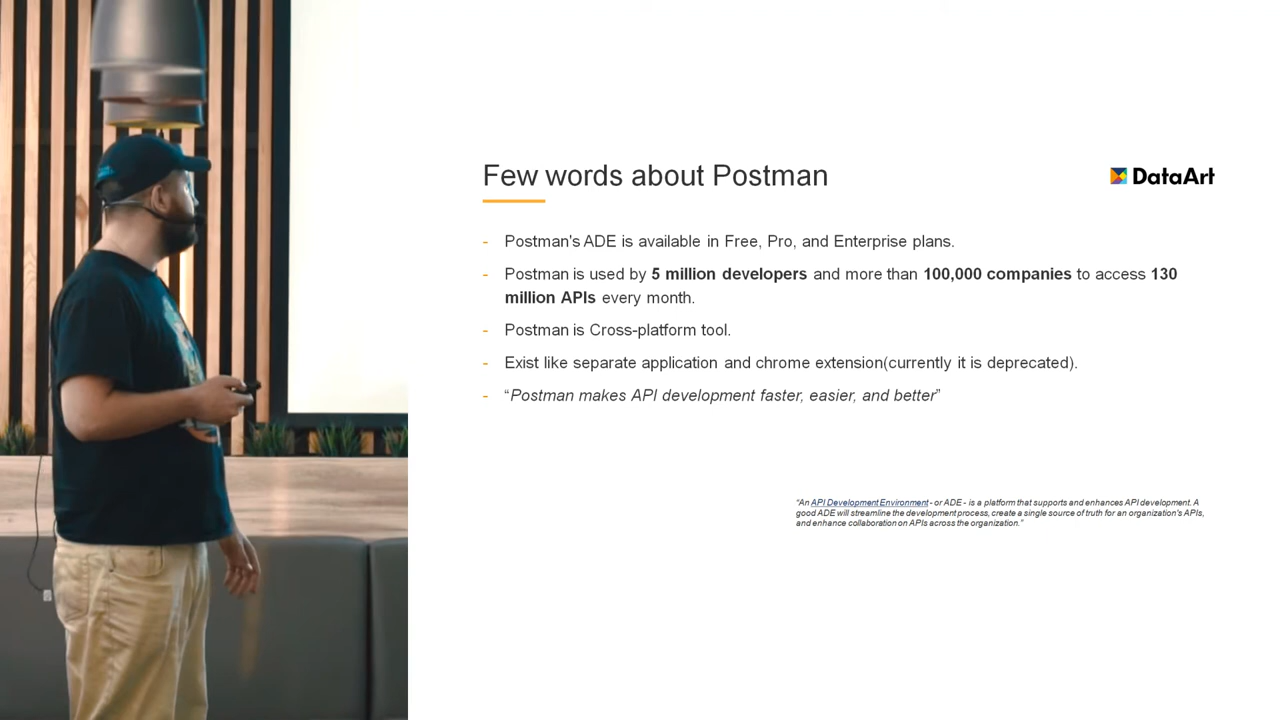 Few words about Postman
DataArt
- Postman's ADE is available in Free, Pro, and Enterprise plans.
- Postman is used by 5 million developers and more than 100,000 companies to access 130
million APIs every month.
- Postman is Cross-platform tool.
- Exist like separate application and chrome extension(currently it is deprecated).
- “Postman makes API development faster, easier, and better”
“An API Development Environment - or ADE - is a platform that supports and enhances API development. A
good ADE will streamline the development process, create a single source of truth for an organization's APIs,
and enhance collaboration on APIs across the organization.”